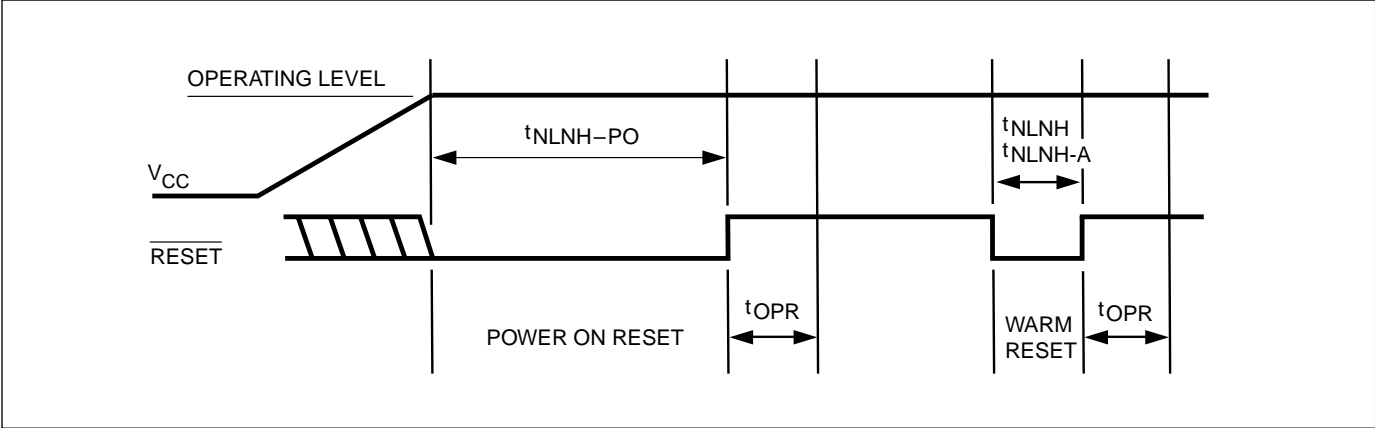 OPERATING LEVEL
tNLNH–PO
tNLNH
tNLNH-A
VCC
RESET
tOPR
tOPR
POWER ON RESET
WARM
RESET